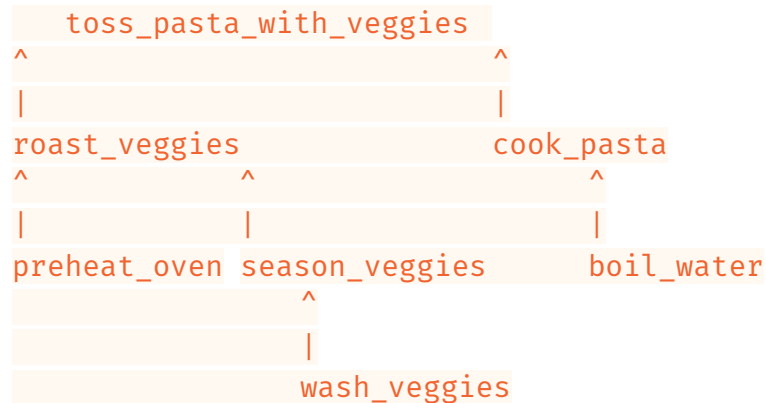 toss_pasta_with_veggies
^ ^
| |
roast_veggies cook_pasta
^ ^ ^
| | |
preheat_oven season_veggies boil_water
^
|
wash_veggies